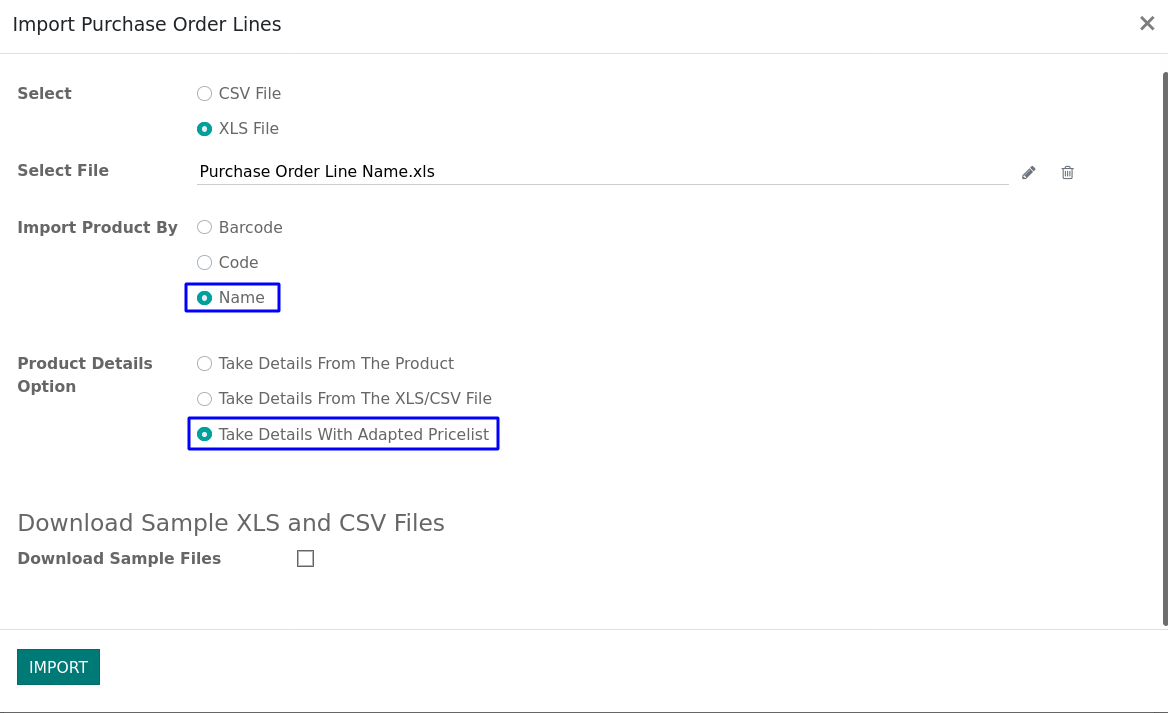 Import Purchase Order Lines
Select
CSV File
XLS File
Select File
Purchase Order Line Name.xls
Import Product By
Barcode
Code
Name
Product Details
Option
Take Details From The Product
Take Details From The XLS/CSV File
Take Details With Adapted Pricelist
Download Sample XLS and CSV Files
Download Sample Files
IMPORT